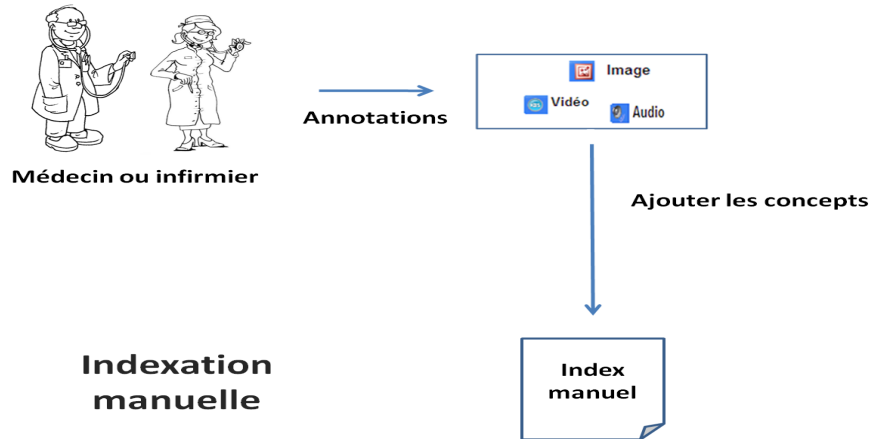 Image
Vidéo
Audio
Annotations
Médecin ou infirmier
Ajouter les concepts
Indexation
manuelle
Index
manuel